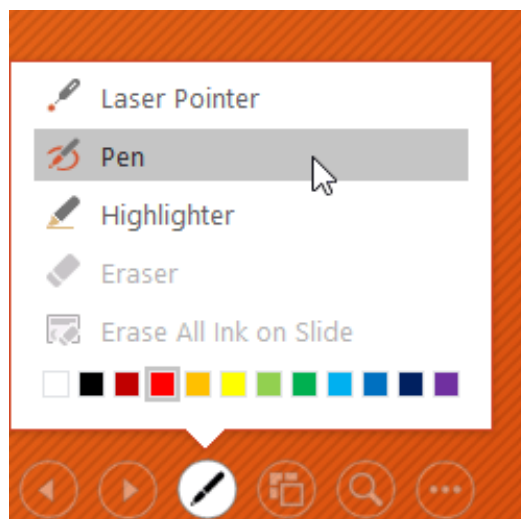 Laser Pointer
Pen
Highlighter
Eraser
Erase All Ink on Slide